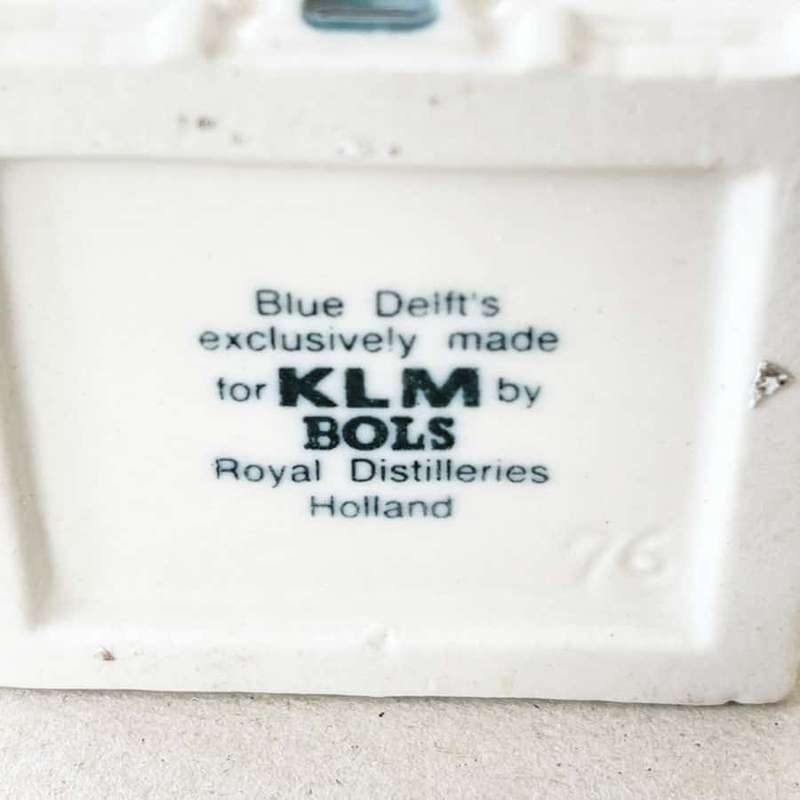 Blue Delft's
exclusively made
for KLM by
BOLS
Royal Distilleries
Holland
76